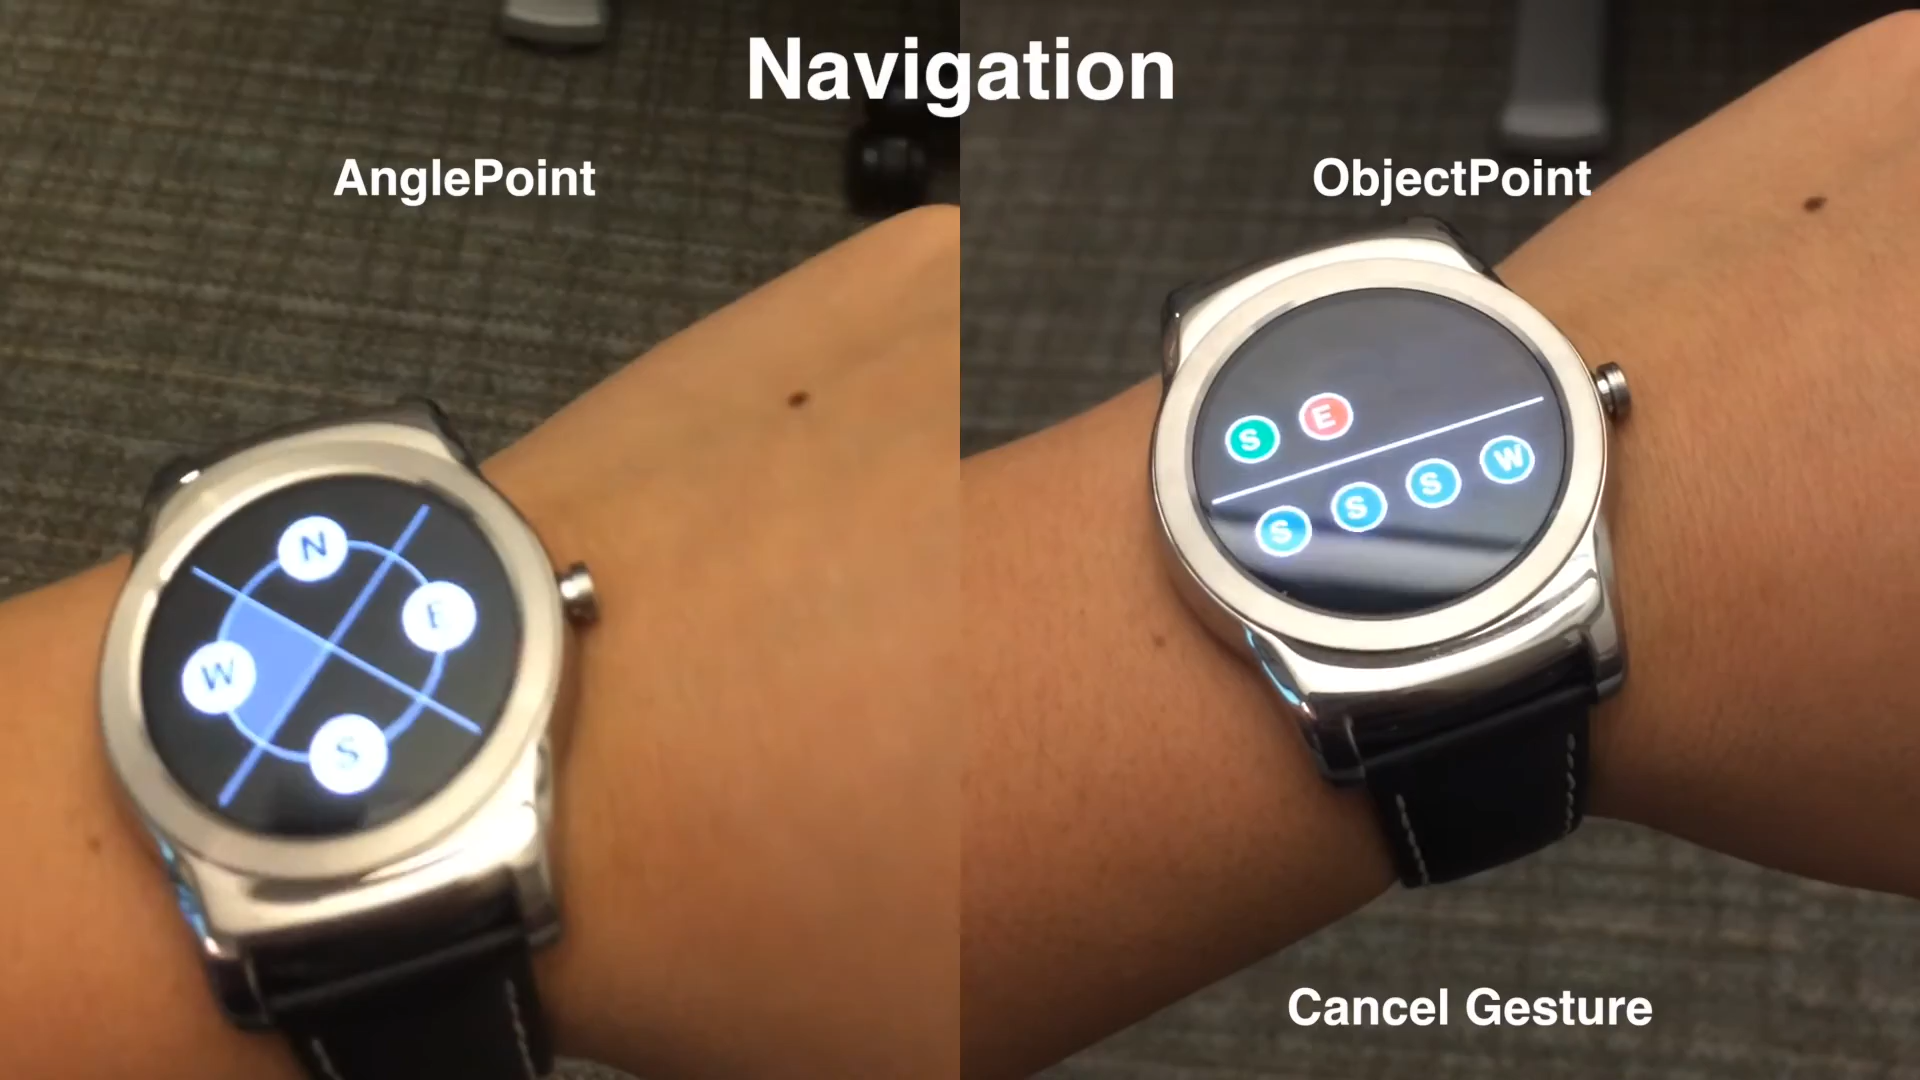 Navigation
AnglePoint
ObjectPoint
N
E
W
S
S E
S S S W
Cancel Gesture